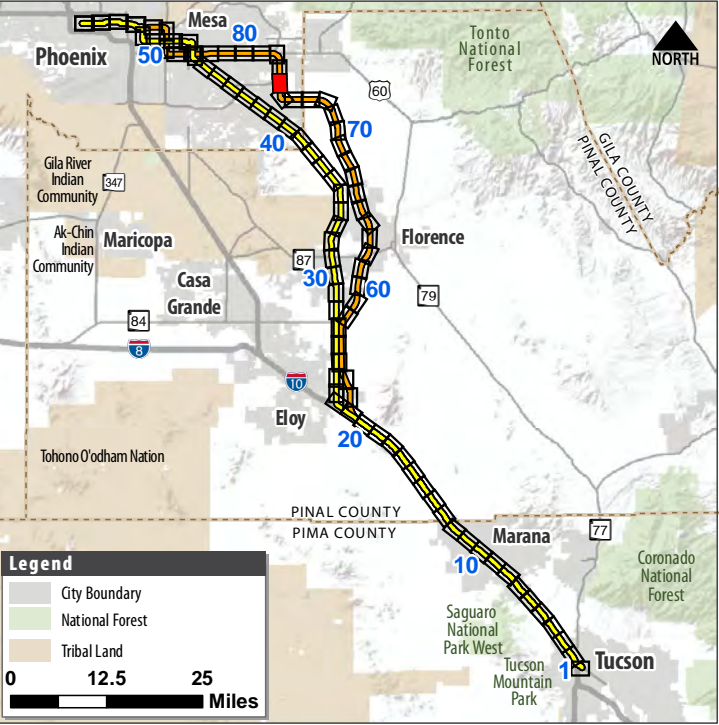 Mesa
80
Tonto
National
Forest
NORTH
Phoenix
50
60
70
40
GILA COUNTY
PINAL COUNTY
Gila River
Indian
Community
347
Ak-Chin
Indian
Community
Maricopa
Florence
87
30
Casa
Grande
60
79
84
8
10
Eloy
20
Tohono O'odham Nation
PINAL COUNTY
PIMA COUNTY
Marana
77
10
Coronado
National
Forest
Saguaro
National
Park West
Tucson
Mountain
Park
1
Tucson
Legend
City Boundary
National Forest
Tribal Land
0 12.5 25
Miles